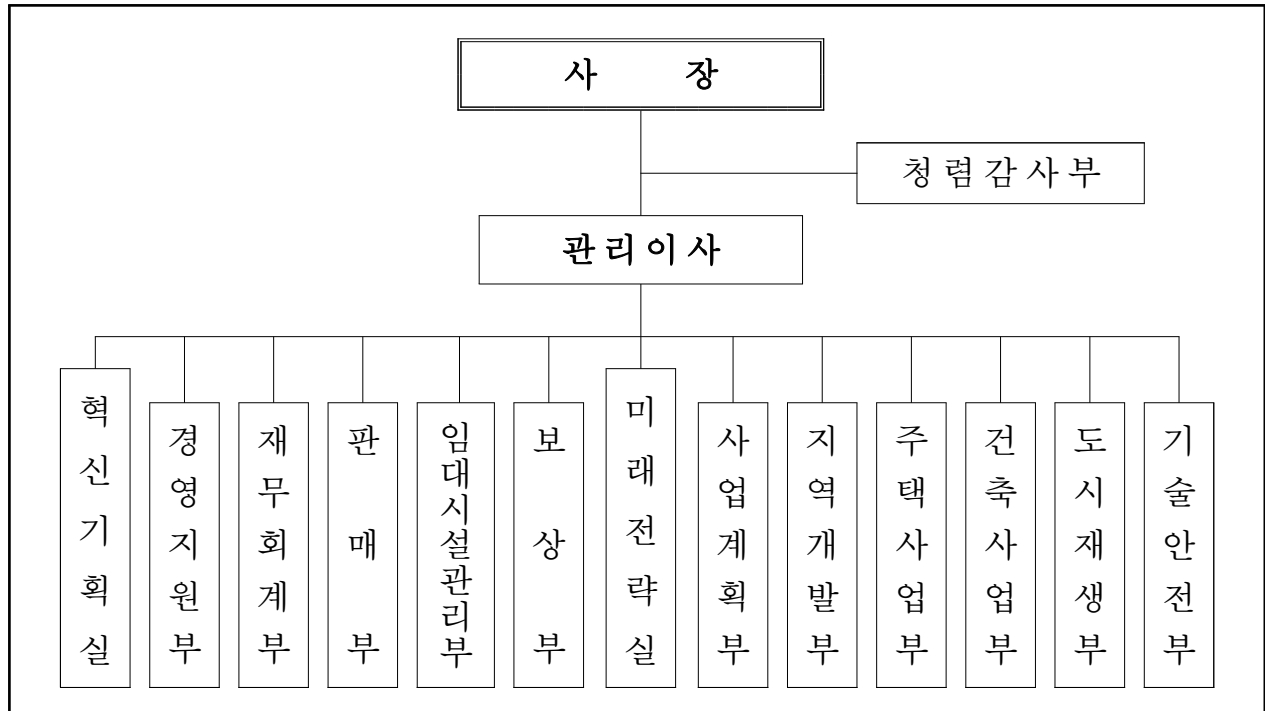 사 장
청렴감사부
관리이사
혁신기획실
경영지원부
재무회계부
판매부
임대시설관리부
보상부
미래전략실
사업계획부
지역개발부
주택사업부
건축사업부
도시재생부
기술안전부